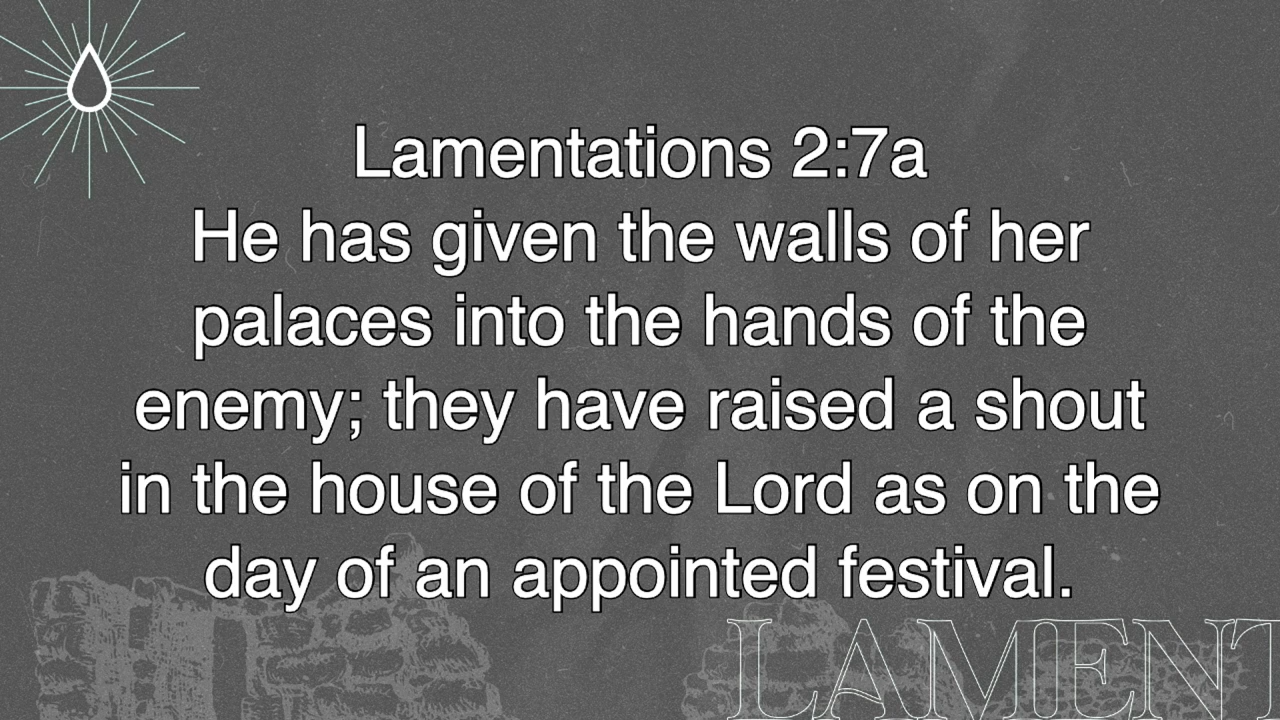 Lamentations 2:7a
He has given the walls of her
palaces into the hands of the
enemy; they have raised a shout
in the house of the Lord as on the
day of an appointed festival.
LAMENT